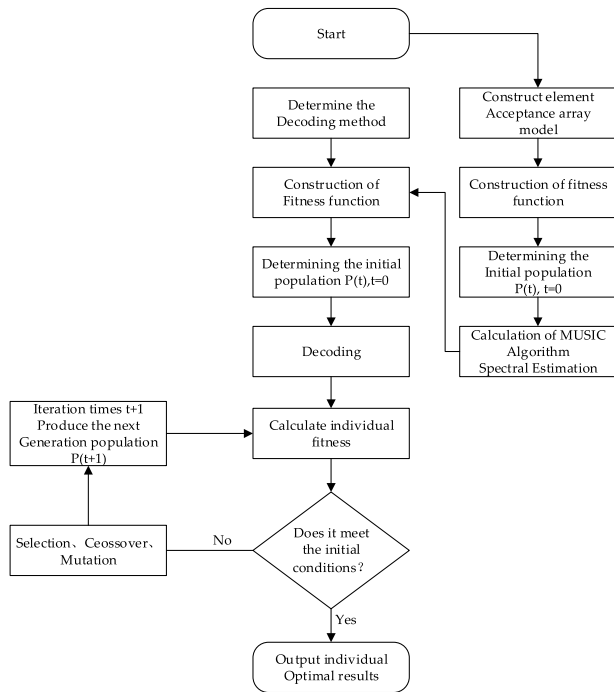 Start
Determine the
Decoding method
Construct element
Acceptance array
model
Construction of
Fitness function
Construction of fitness
function
Determining the initial
population P(t),t=0
Determining the
Initial population
P(t), t=0
Decoding
Calculation of MUSIC
Algorithm
Spectral Estimation
Iteration times t+1
Produce the next
Generation population
P(t+1)
Calculate individual
fitness
Selection、Ceossover、
Mutation
No
Does it meet
the initial
conditions？
Yes
Output individual
Optimal results